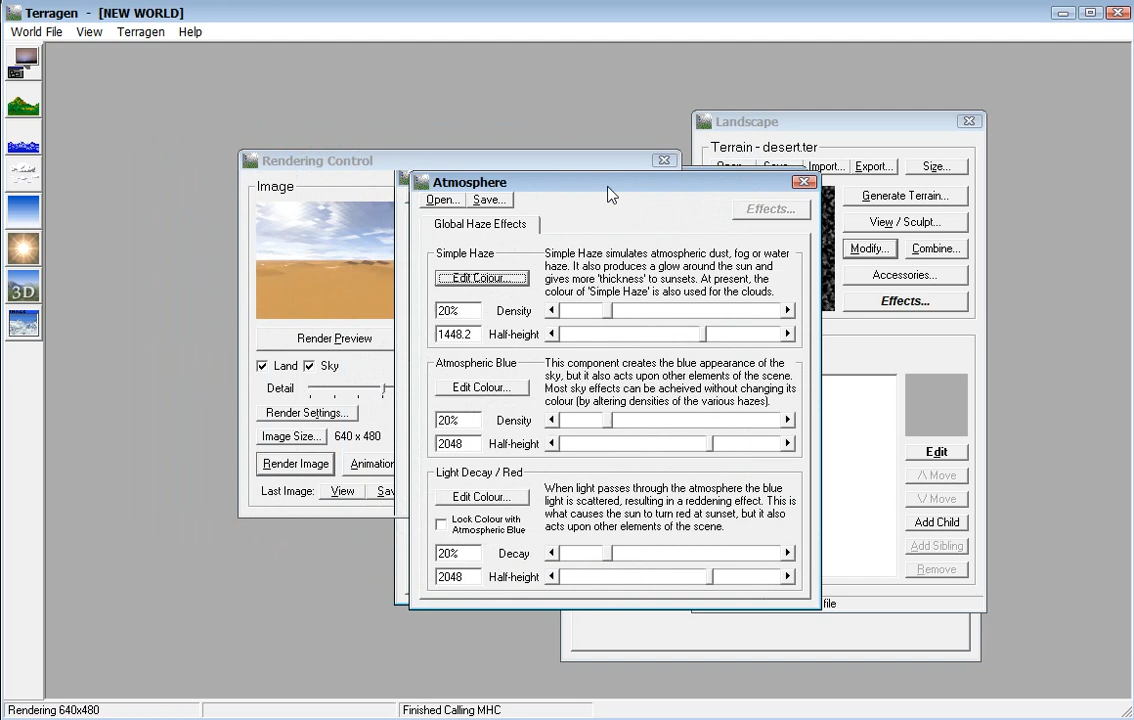 Terragen - [NEW WORLD]
World File View Terragen Help
3D
Rendering Control
Image
Render Preview
Land Sky
Detail
Render Settings...
Image Size... 640 x 480
Render Image Animation
Last Image: View Sav
Atmosphere
Open... Save... Effects...
Global Haze Effects
Simple Haze
Edit Colour...
Simple Haze simulates atmospheric dust, fog or water
haze. It also produces a glow around the sun and
gives more 'thickness' to sunsets. At present, the
colour of 'Simple Haze' is also used for the clouds.
20% Density
1448.2 Half-height
Atmospheric Blue
Edit Colour...
This component creates the blue appearance of the
sky, but it also acts upon other elements of the scene.
Most sky effects can be acheived without changing its
colour (by altering densities of the various hazes).
20% Density
2048 Half-height
Light Decay / Red
Edit Colour...
Lock Colour with
Atmospheric Blue
When light passes through the atmosphere the blue
light is scattered, resulting in a reddening effect. This is
what causes the sun to turn red at sunset, but it also
acts upon other elements of the scene.
20% Decay
2048 Half-height
Landscape
Terrain - desert.ter
Import... Export... Size...
Generate Terrain...
View / Sculpt...
Modify... Combine...
Accessories...
Effects...
Edit
/\ Move
\/ Move
Add Child
Add Sibling
Remove
file
Rendering 640x480
Finished Calling MHC